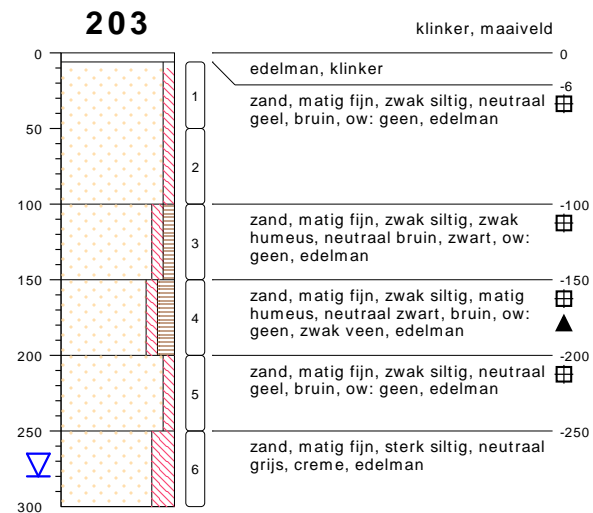 203
klinker, maaiveld
0
0
edelman, klinker
-6
1
zand, matig fijn, zwak siltig, neutraal
geel, bruin, ow: geen, edelman
50
2
100
-100
3
zand, matig fijn, zwak siltig, zwak
humeus, neutraal bruin, zwart, ow:
geen, edelman
150
-150
4
zand, matig fijn, zwak siltig, matig
humeus, neutraal zwart, bruin, ow:
geen, zwak veen, edelman
200
-200
5
zand, matig fijn, zwak siltig, neutraal
geel, bruin, ow: geen, edelman
250
-250
6
zand, matig fijn, sterk siltig, neutraal
grijs, creme, edelman
300